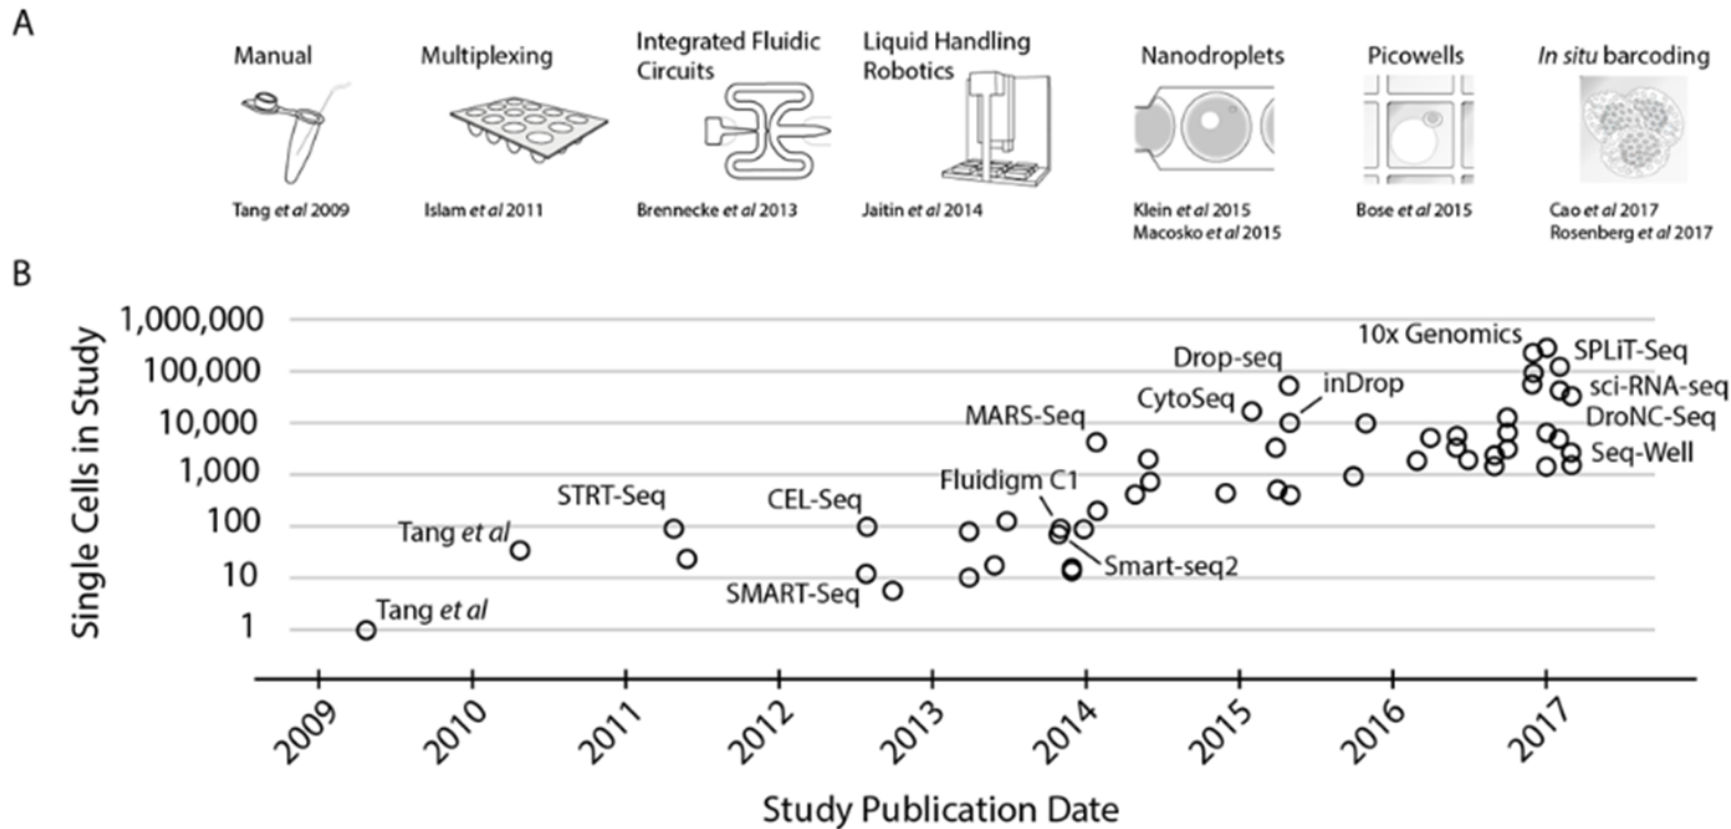 A
Manual
Multiplexing
Integrated Fluidic
Circuits
Liquid Handling
Robotics
Nanodroplets
Picowells
In situ barcoding
Tang et al 2009
Islam et al 2011
Brennecke et al 2013
Jaitin et al 2014
Klein et al 2015
Macosko et al 2015
Bose et al 2015
Cao et al 2017
Rosenberg et al 2017
B
Single Cells in Study
1,000,000
100,000
10,000
1,000
100
10
1
Tang et al
Tang et al
STRT-Seq
CEL-Seq
SMART-Seq
Fluidigm C1
Smart-seq2
MARS-Seq
CytoSeq
Drop-seq
inDrop
10x Genomics
SPLiT-Seq
sci-RNA-seq
DroNC-Seq
Seq-Well
2009
2010
2011
2012
2013
2014
2015
2016
2017
Study Publication Date